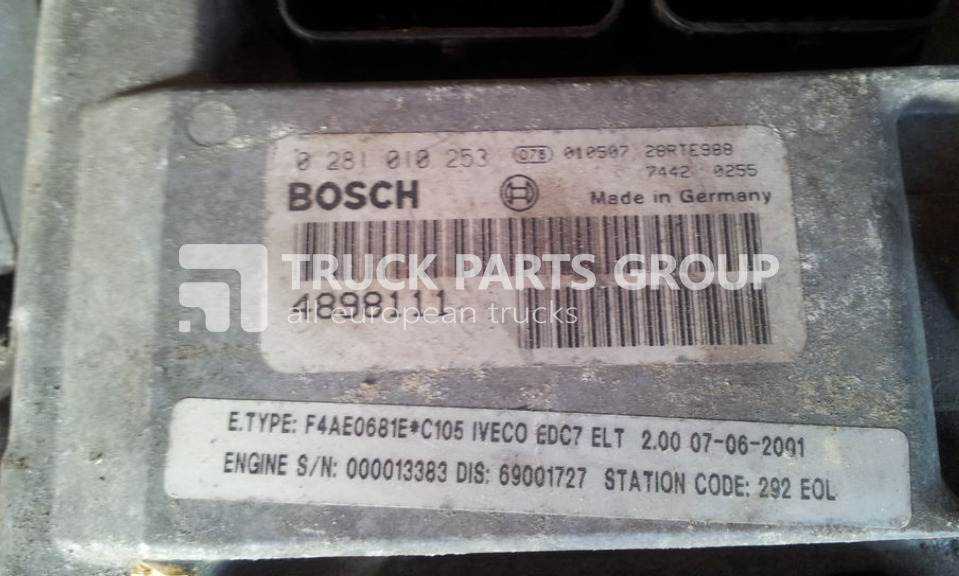 0 281 010 253 078 010507 28RTE988
7442 0255
BOSCH Made in Germany
TRUCK PARTS GROUP
4898111
all european trucks
E.TYPE: F4AE0681E*C105 IVECO EDC7 ELT 2.00 07-06-2001
ENGINE S/N: 000013383 DIS: 69001727 STATION CODE: 292 EOL